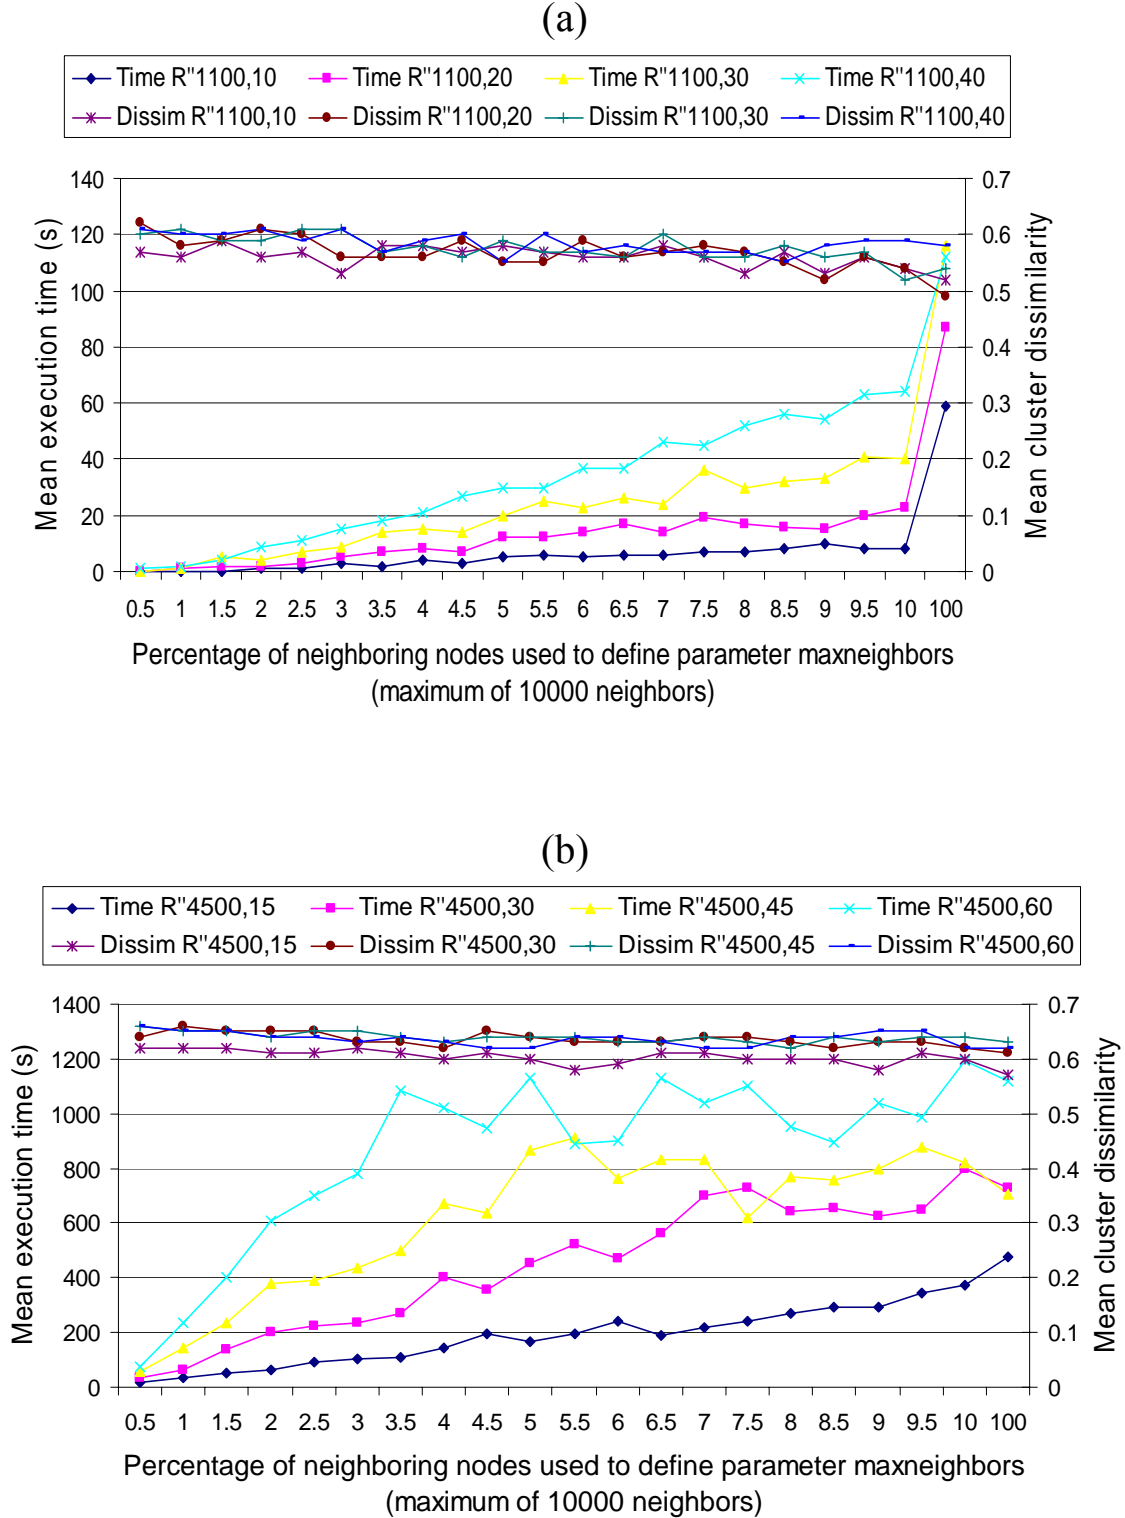 (a)
Time R"1100,10 Time R"1100,20 Time R"1100,30 Time R"1100,40
Dissim R"1100,10 Dissim R"1100,20 Dissim R"1100,30 Dissim R"1100,40
Mean execution time (s)
140
120
100
80
60
40
20
0
0.7
0.6
0.5
0.4
0.3
0.2
0.1
0
Mean cluster dissimilarity
0.5 1 1.5 2 2.5 3 3.5 4 4.5 5 5.5 6 6.5 7 7.5 8 8.5 9 9.5 10 100
Percentage of neighboring nodes used to define parameter maxneighbors
(maximum of 10000 neighbors)
(b)
Time R"4500,15 Time R"4500,30 Time R"4500,45 Time R"4500,60
Dissim R"4500,15 Dissim R"4500,30 Dissim R"4500,45 Dissim R"4500,60
Mean execution time (s)
1400
1200
1000
800
600
400
200
0
0.7
0.6
0.5
0.4
0.3
0.2
0.1
0
Mean cluster dissimilarity
0.5 1 1.5 2 2.5 3 3.5 4 4.5 5 5.5 6 6.5 7 7.5 8 8.5 9 9.5 10 100
Percentage of neighboring nodes used to define parameter maxneighbors
(maximum of 10000 neighbors)